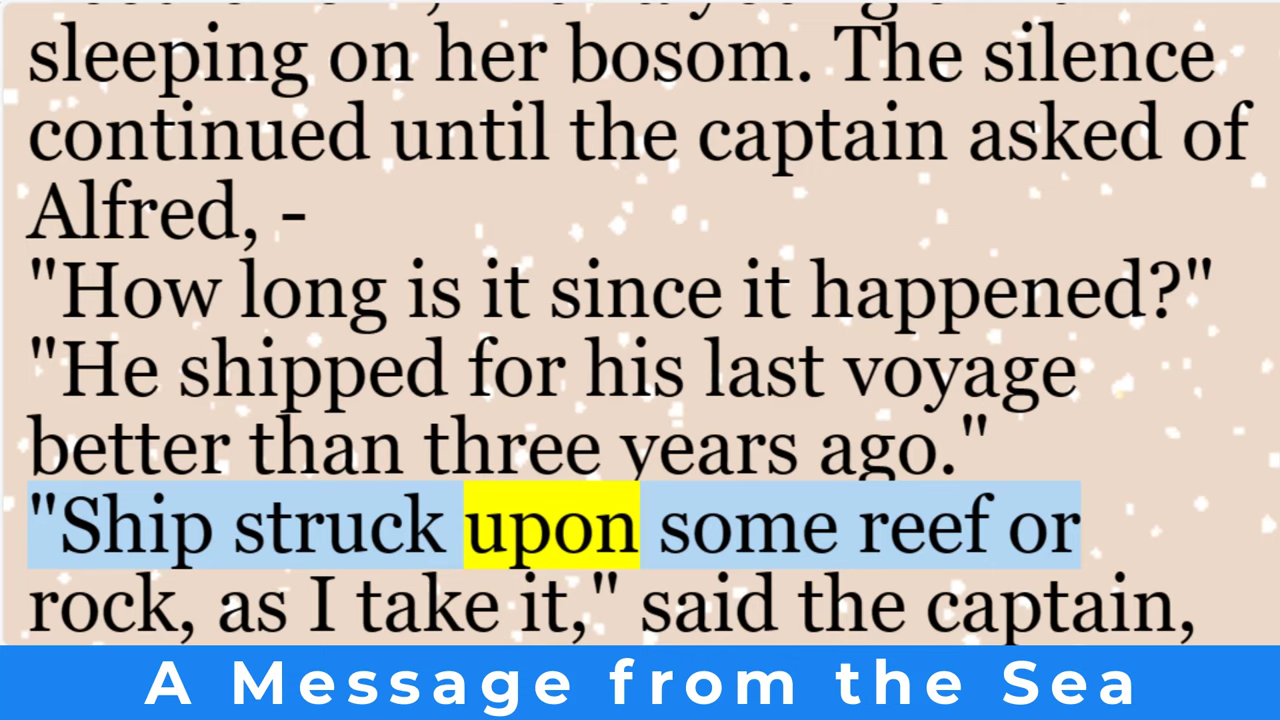 sleeping on her bosom. The silence
continued until the captain asked of
Alfred, -
"How long is it since it happened?"
"He shipped for his last voyage
better than three years ago."
"Ship struck upon some reef or
rock, as I take it," said the captain,
A Message from the Sea